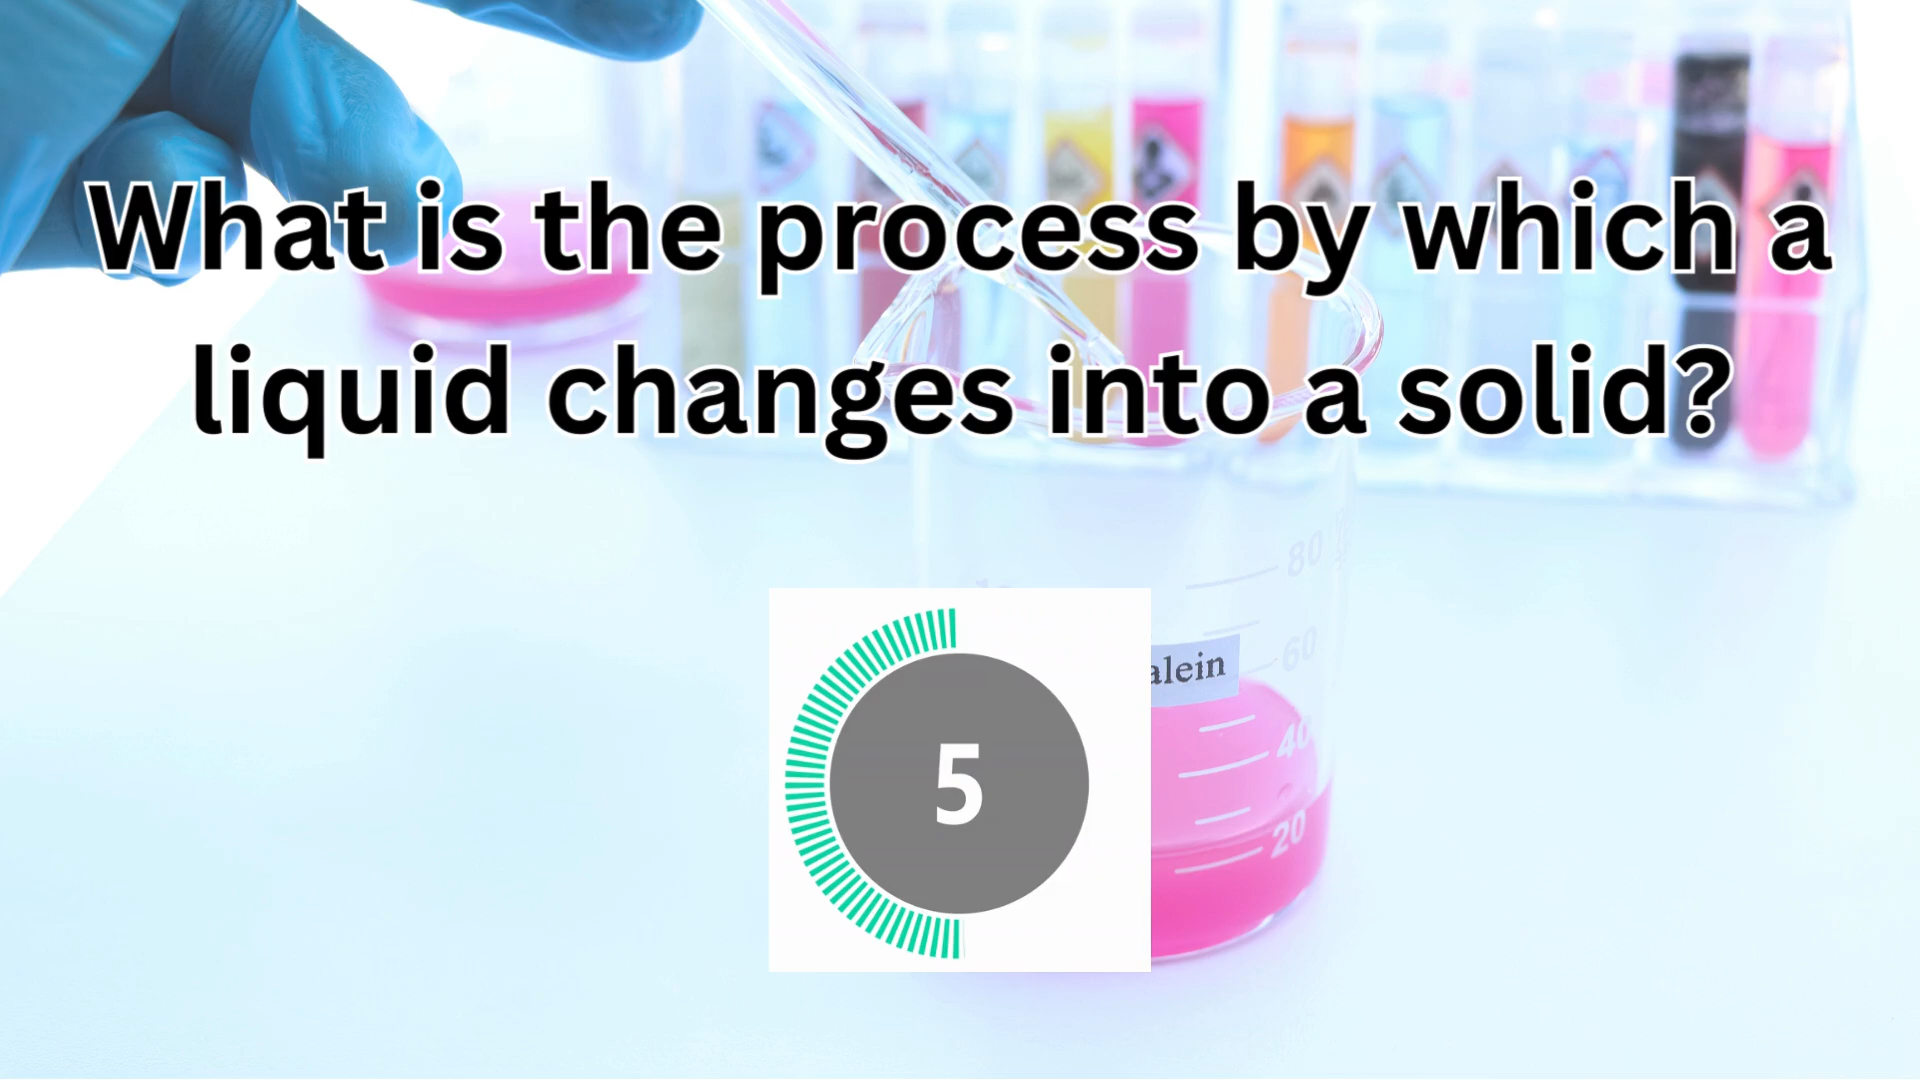 What is the process by which a
liquid changes into a solid?
80
60
alein
40
5
20